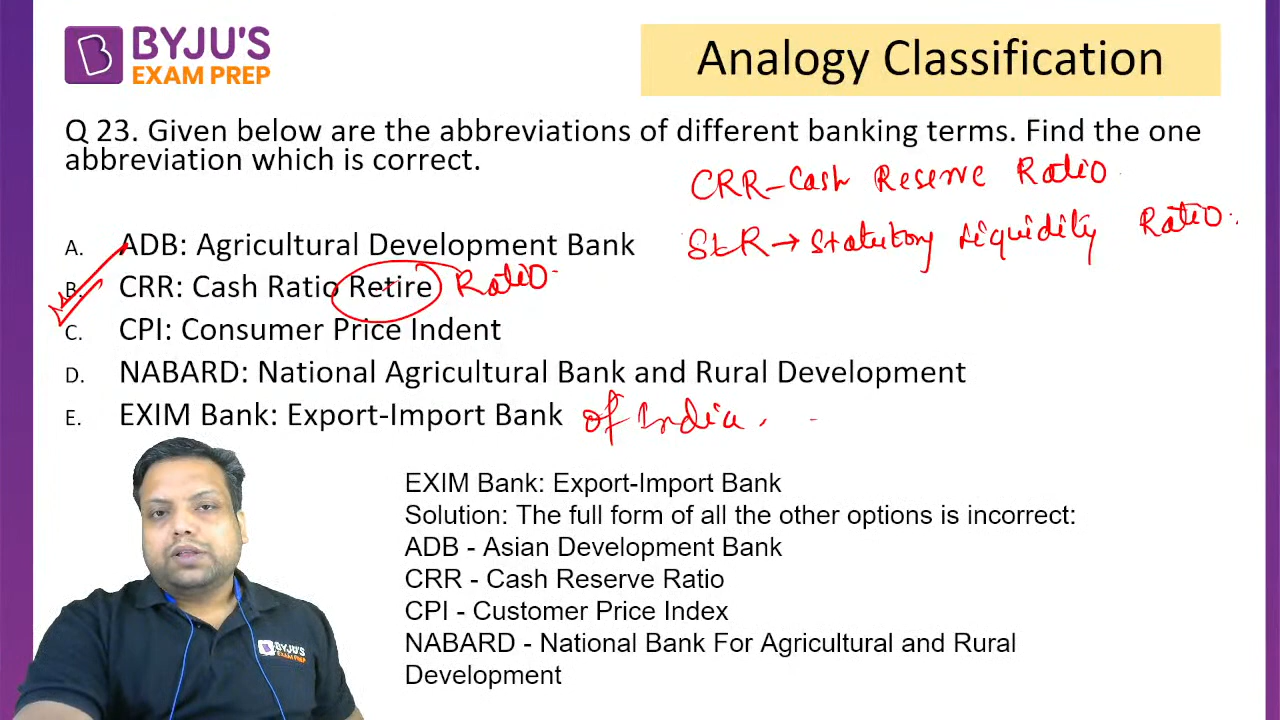 BYJU'S
EXAM PREP
Analogy Classification
Q 23. Given below are the abbreviations of different banking terms. Find the one
abbreviation which is correct.
CRR-Cash Reserve Ratio
SLR→Statutory Liquidity Ratio.
A. ADB: Agricultural Development Bank
B. CRR: Cash Ratio Retire Ratio
C. CPI: Consumer Price Indent
D. NABARD: National Agricultural Bank and Rural Development
E. EXIM Bank: Export-Import Bank of India.
EXIM Bank: Export-Import Bank
Solution: The full form of all the other options is incorrect:
ADB - Asian Development Bank
CRR - Cash Reserve Ratio
CPI - Customer Price Index
NABARD - National Bank For Agricultural and Rural
Development
BYJU'S
EXAM PREP